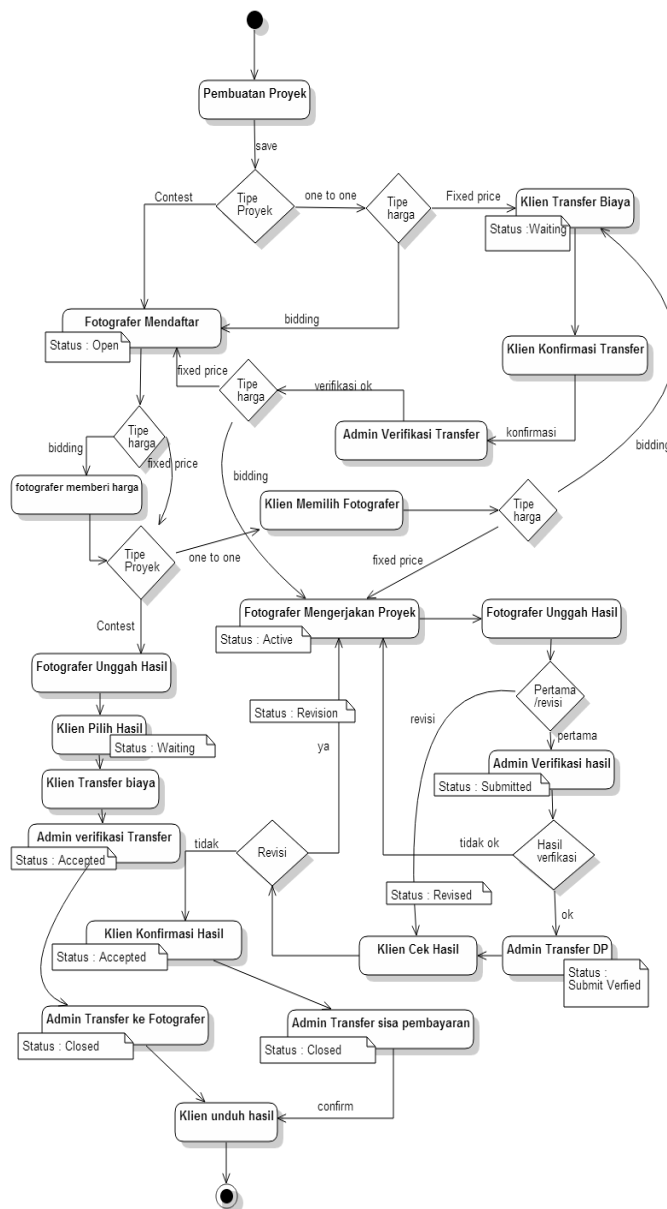 Pembuatan Proyek
save
Tipe
Proyek
Contest
one to one
Tipe
harga
Fixed price
Klien Transfer Biaya
Status :Waiting
bidding
Fotografer Mendaftar
Status : Open
Klien Konfirmasi Transfer
fixed price
Tipe
harga
verifikasi ok
Admin Verifikasi Transfer
konfirmasi
Tipe
harga
bidding
fixed price
bidding
bidding
fotografer memberi harga
Klien Memilih Fotografer
Tipe
harga
Tipe
Proyek
one to one
fixed price
Contest
Fotografer Mengerjakan Proyek
Status : Active
Fotografer Unggah Hasil
Fotografer Unggah Hasil
Pertama
/revisi
revisi
Status : Revision
pertama
Klien Pilih Hasil
Status : Waiting
ya
Admin Verifikasi hasil
Status : Submitted
Klien Transfer biaya
Admin verifikasi Transfer
Status : Accepted
tidak
Revisi
tidak ok
Hasil
verfikasi
Status : Revised
ok
Klien Konfirmasi Hasil
Status : Accepted
Klien Cek Hasil
Admin Transfer DP
Status :
Submit Verfied
Admin Transfer ke Fotografer
Status : Closed
Admin Transfer sisa pembayaran
Status : Closed
confirm
Klien unduh hasil